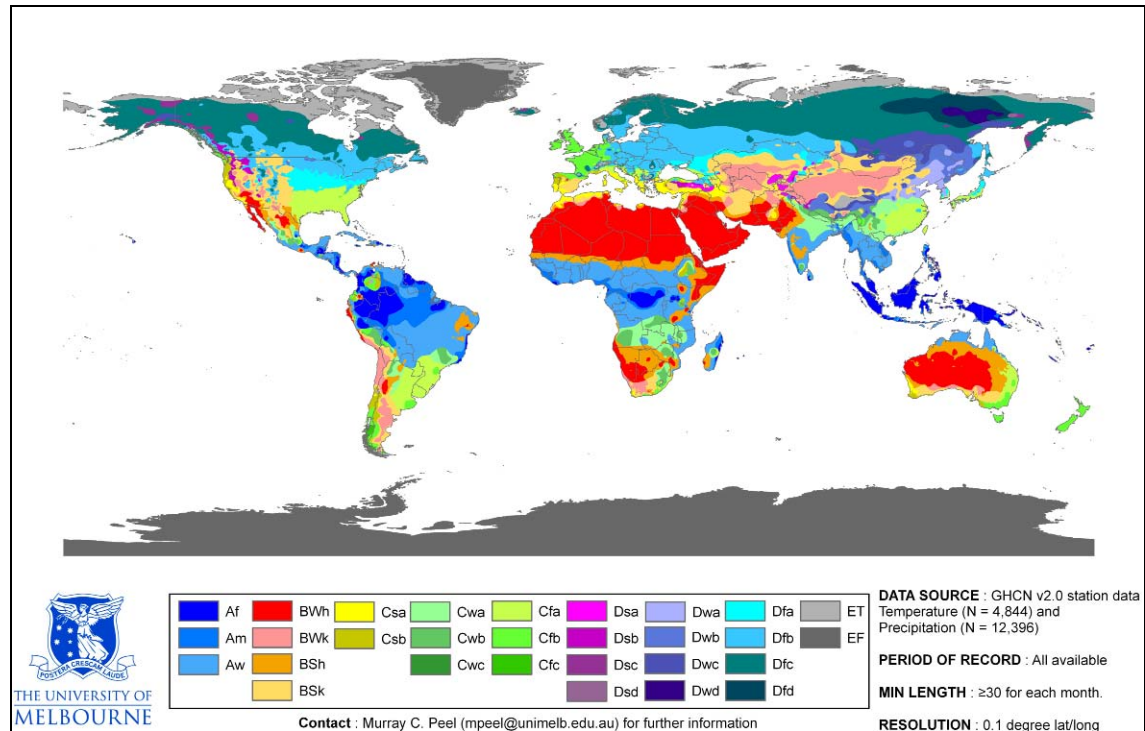 Af
Am
Aw
BWh
BWk
BSh
BSk
Csa
Csb
Cwa
Cwb
Cwc
Cfa
Cfb
Cfc
Dsa
Dsb
Dsc
Dsd
Dwa
Dwb
Dwc
Dwd
Dfa
Dfb
Dfc
Dfd
ET
EF
POSTERA CRESCAM LAUDE
THE UNIVERSITY OF
MELBOURNE
Contact : Murray C. Peel (mpeel@unimelb.edu.au) for further information
DATA SOURCE : GHCN v2.0 station data
Temperature (N = 4,844) and
Precipitation (N = 12,396)
PERIOD OF RECORD : All available
MIN LENGTH : ≥30 for each month.
RESOLUTION : 0.1 degree lat/long